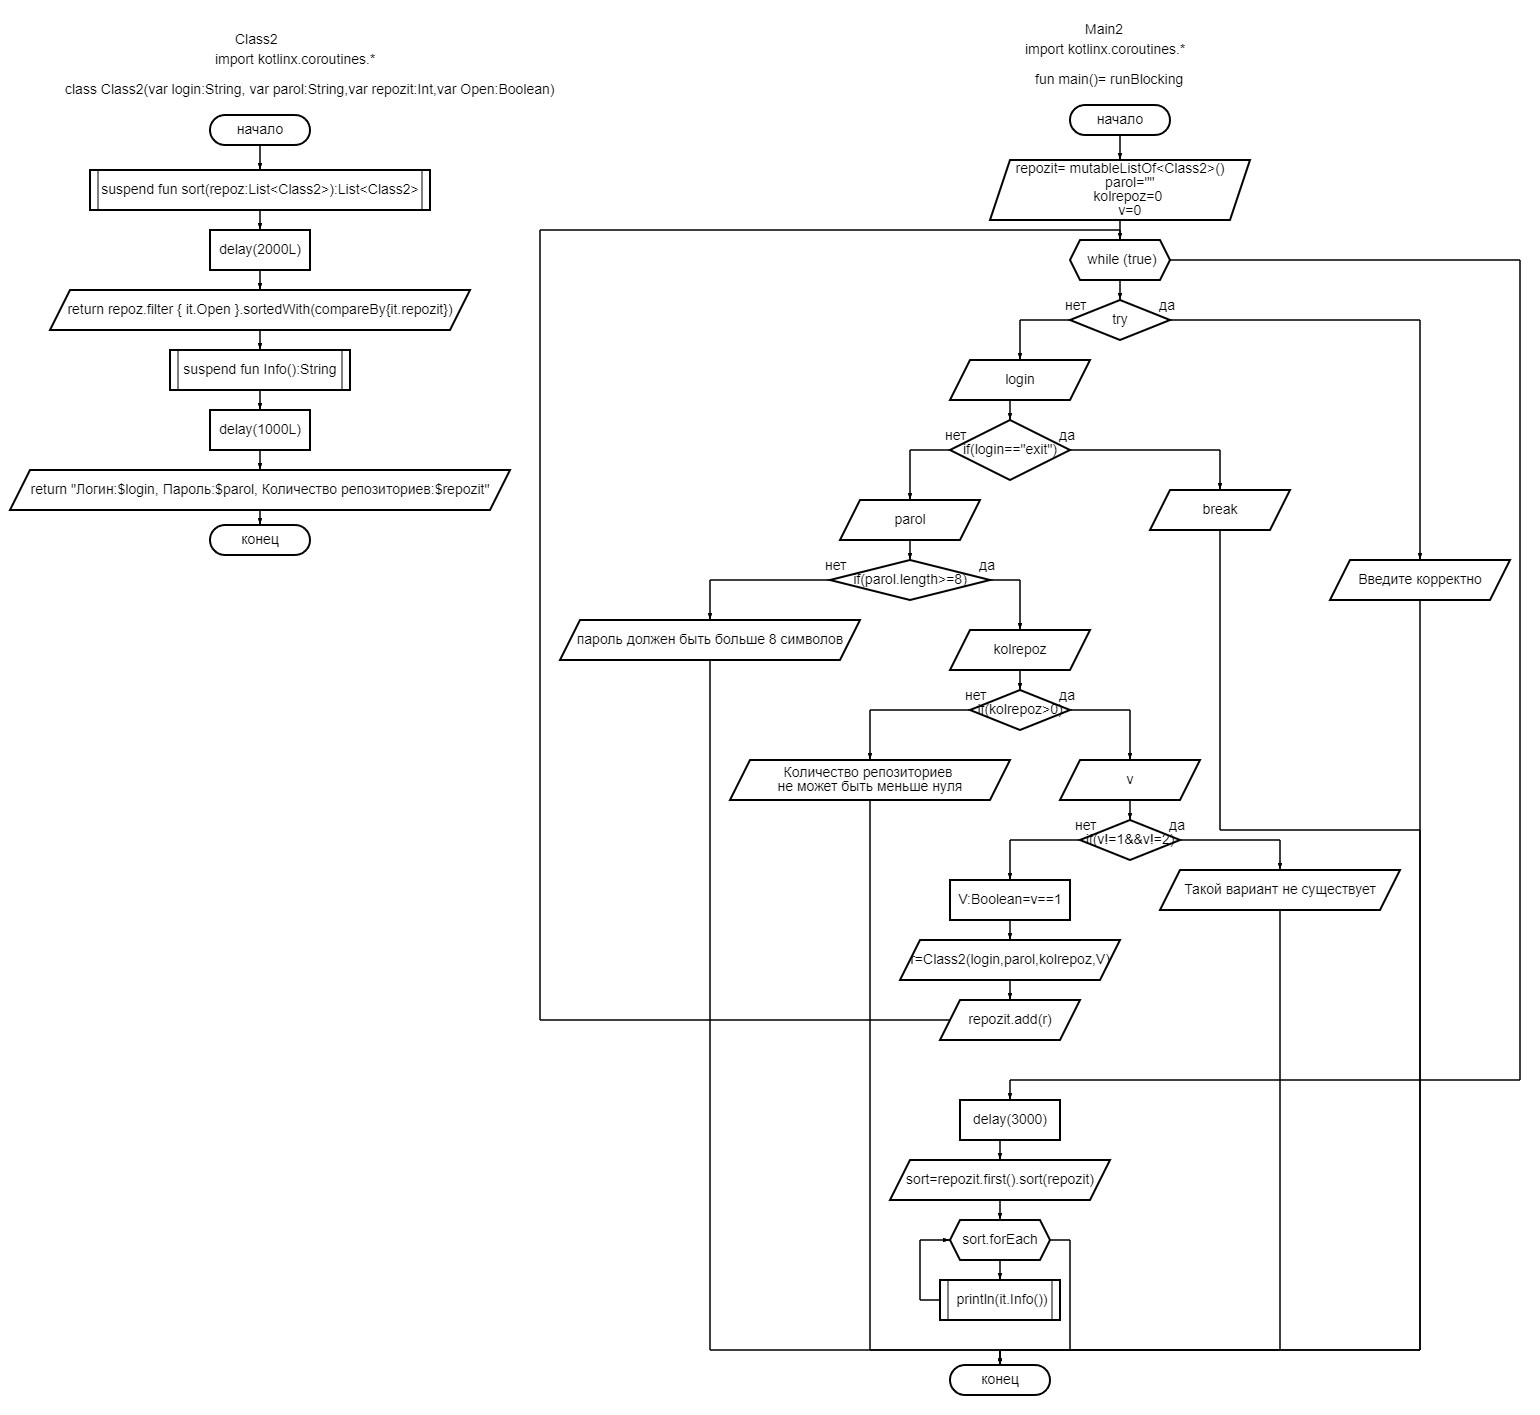 Class2
import kotlinx.coroutines.*
class Class2(var login:String, var parol:String,var repozit:Int,var Open:Boolean)
начало
suspend fun sort(repoz:List<Class2>):List<Class2>
delay(2000L)
return repoz.filter { it.Open }.sortedWith(compareBy{it.repozit})
suspend fun Info():String
delay(1000L)
return "Логин:$login, Пароль:$parol, Количество репозиториев:$repozit"
конец
Main2
import kotlinx.coroutines.*
fun main()= runBlocking
начало
repozit= mutableListOf<Class2>()
parol=""
kolrepoz=0
v=0
while (true)
нет
да
try
login
нет
да
if(login=="exit")
parol
break
нет
да
if(parol.length>=8)
Введите корректно
пароль должен быть больше 8 символов
kolrepoz
нет
да
if(kolrepoz>0)
Количество репозиториев
не может быть меньше нуля
v
нет
да
if(v!=1&&v!=2)
V:Boolean=v==1
Такой вариант не существует
r=Class2(login,parol,kolrepoz,V)
repozit.add(r)
delay(3000)
sort=repozit.first().sort(repozit)
sort.forEach
println(it.Info())
конец